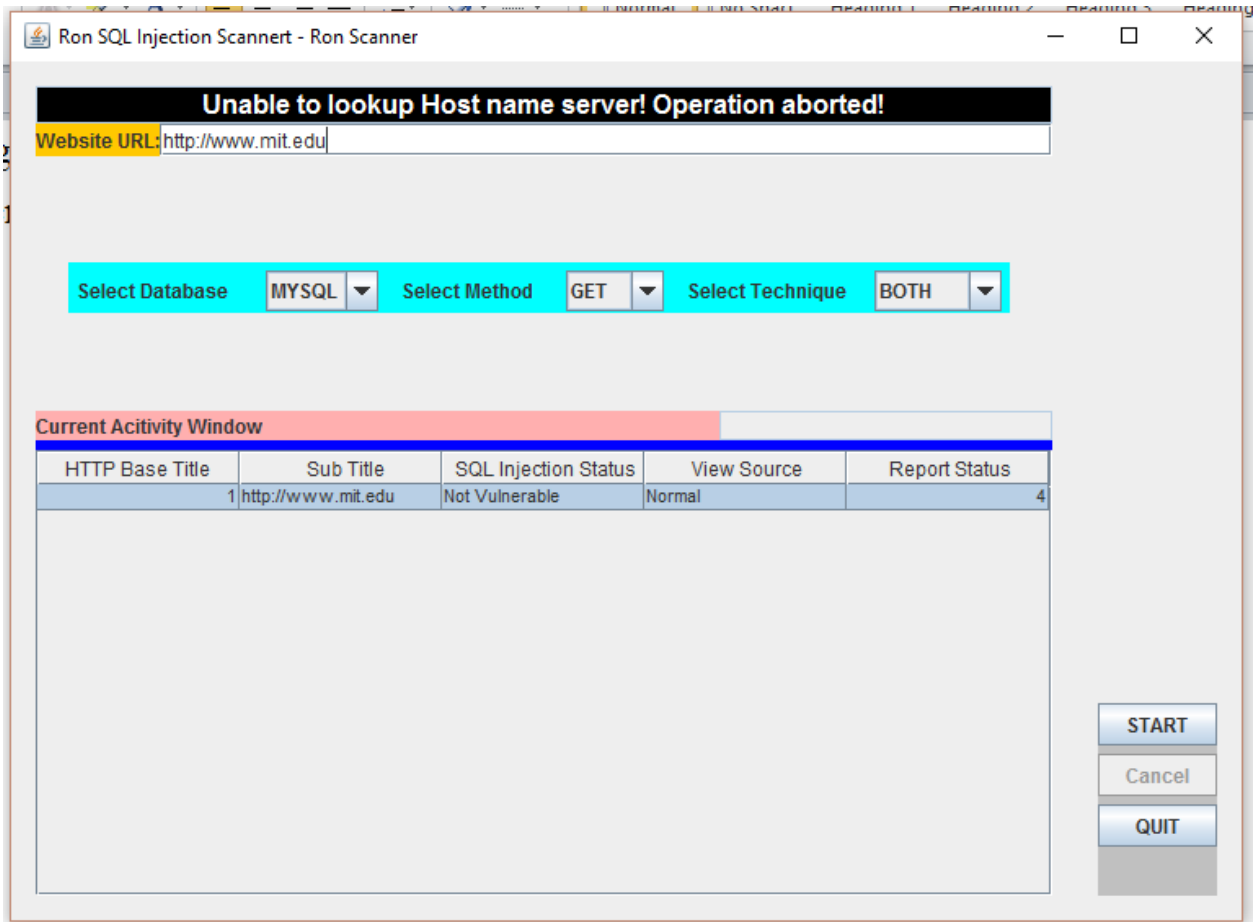 Ron SQL Injection Scannert - Ron Scanner
Unable to lookup Host name server! Operation aborted!
Website URL: http://www.mit.edu
Select Database MYSQL Select Method GET Select Technique BOTH
Current Acitivity Window
HTTP Base Title Sub Title SQL Injection Status View Source Report Status
1 http://www.mit.edu Not Vulnerable Normal 4
START
Cancel
QUIT